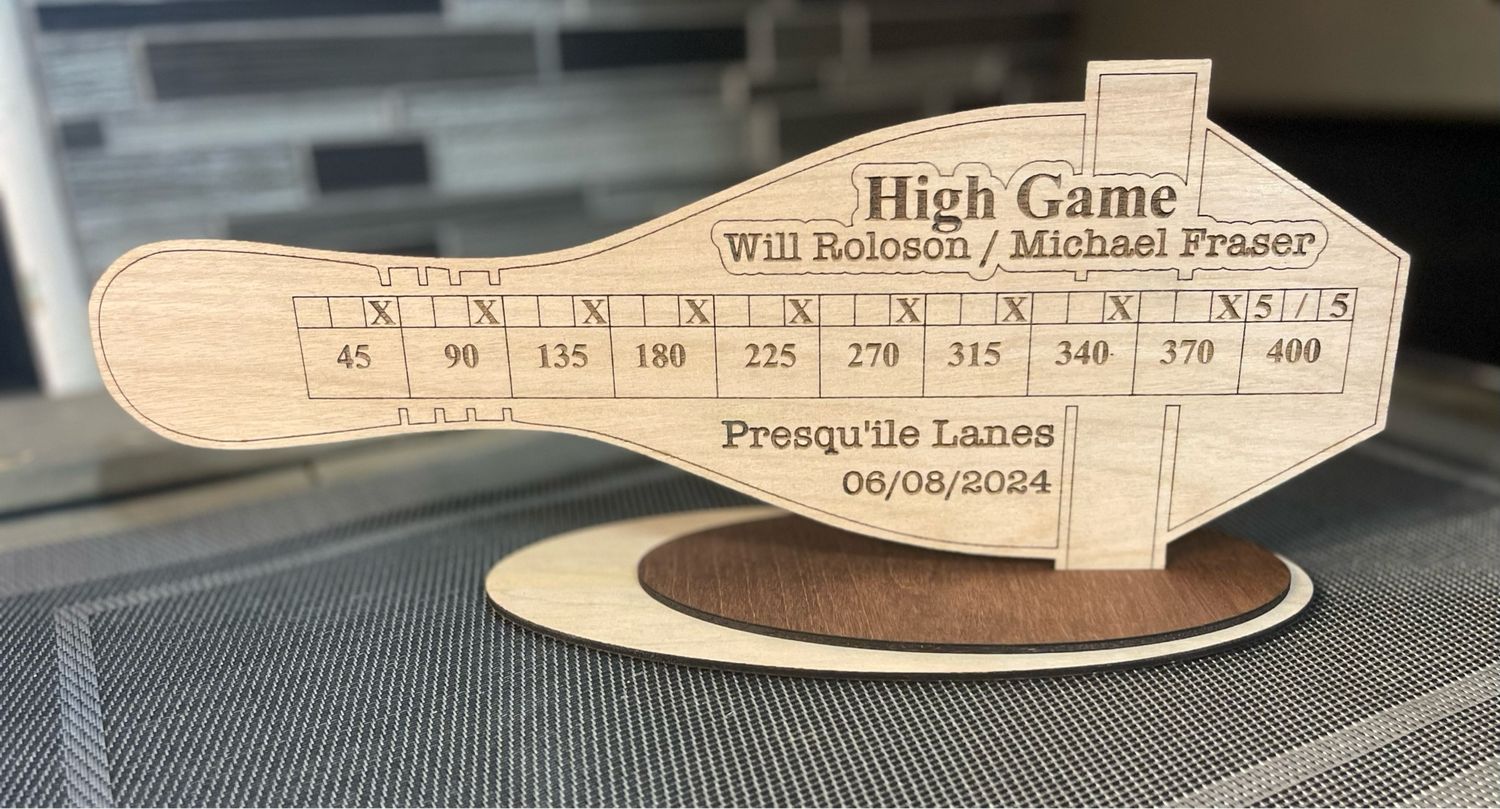 High Game
Will Roloson / Michael Fraser
X X X X X X X X X 5 / 5
45 90 135 180 225 270 315 340 370 400
Presqu'ile Lanes
06/08/2024